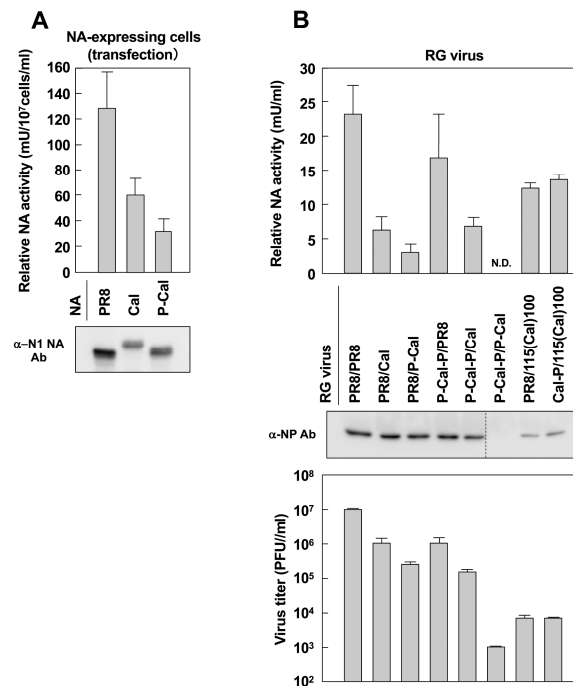 A
NA-expressing cells
(transfection）
Relative NA activity (mU/10⁷cells/ml)
160
140
120
100
80
60
40
20
0
NA
PR8
Cal
P-Cal
α–N1 NA
Ab
B
RG virus
Relative NA activity (mU/ml)
30
25
20
15
10
5
0
N.D.
RG virus
PR8/PR8
PR8/Cal
PR8/P-Cal
P-Cal-P/PR8
P-Cal-P/Cal
P-Cal-P/P-Cal
PR8/115(Cal)100
Cal-P/115(Cal)100
α-NP Ab
Virus titer (PFU//ml)
10⁸
10⁷
10⁶
10⁵
10⁴
10³
10²